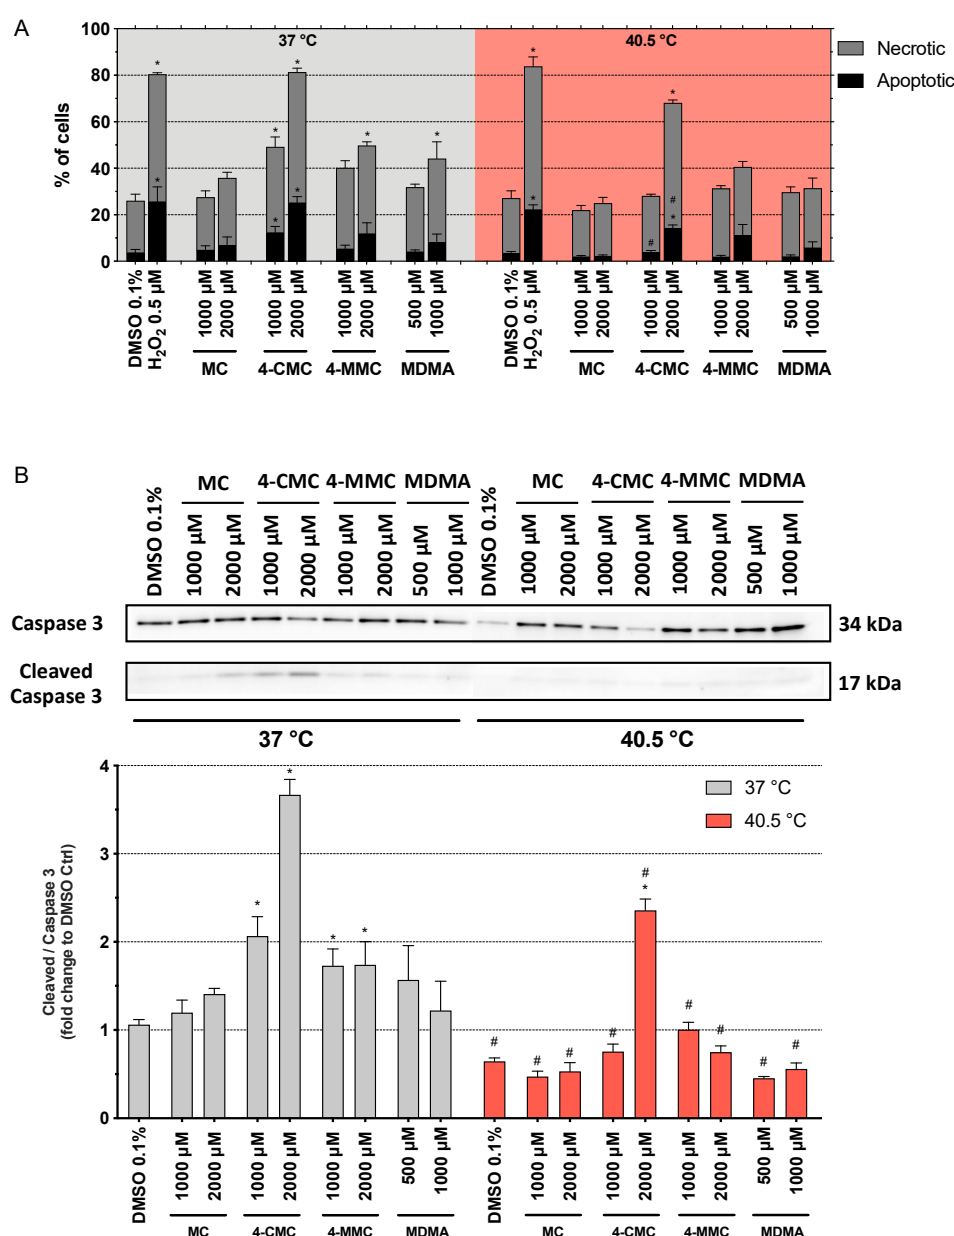 A
100
80
60
40
20
0
% of cells
37 °C
40.5 °C
Necrotic
Apoptotic
* * * * * * * * *
* * # # * *
DMSO 0.1%
H₂O₂ 0.5 µM
1000 µM
2000 µM
1000 µM
2000 µM
1000 µM
2000 µM
500 µM
1000 µM
DMSO 0.1%
H₂O₂ 0.5 µM
1000 µM
2000 µM
1000 µM
2000 µM
1000 µM
2000 µM
500 µM
1000 µM
MC 4-CMC 4-MMC MDMA MC 4-CMC 4-MMC MDMA
B
MC 4-CMC 4-MMC MDMA MC 4-CMC 4-MMC MDMA
DMSO 0.1%
1000 µM
2000 µM
1000 µM
2000 µM
1000 µM
2000 µM
500 µM
1000 µM
DMSO 0.1%
1000 µM
2000 µM
1000 µM
2000 µM
1000 µM
2000 µM
500 µM
1000 µM
Caspase 3
34 kDa
Cleaved
Caspase 3
17 kDa
37 °C
40.5 °C
4
3
2
1
0
Cleaved / Caspase 3
(fold change to DMSO Ctrl)
37 °C
40.5 °C
* * * *
# # # # # * # # # #
DMSO 0.1%
1000 µM
2000 µM
1000 µM
2000 µM
1000 µM
2000 µM
500 µM
1000 µM
DMSO 0.1%
1000 µM
2000 µM
1000 µM
2000 µM
1000 µM
2000 µM
500 µM
1000 µM
MC 4-CMC 4-MMC MDMA MC 4-CMC 4-MMC MDMA